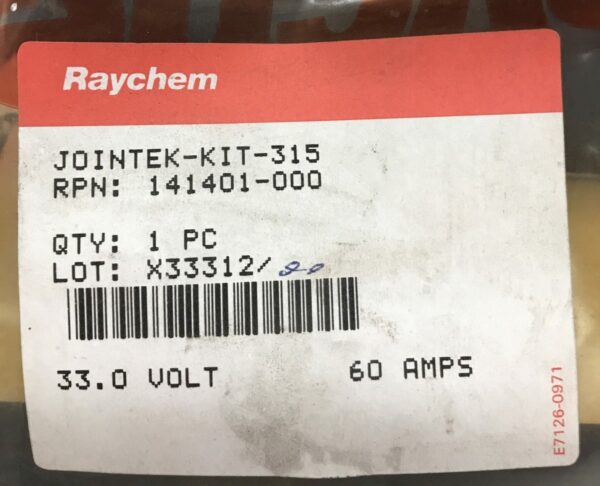 Raychem
JOINTEK-KIT-315
RPN: 141401-000
QTY: 1 PC
LOT: X33312/
33.0 VOLT 60 AMPS
E7126-0971